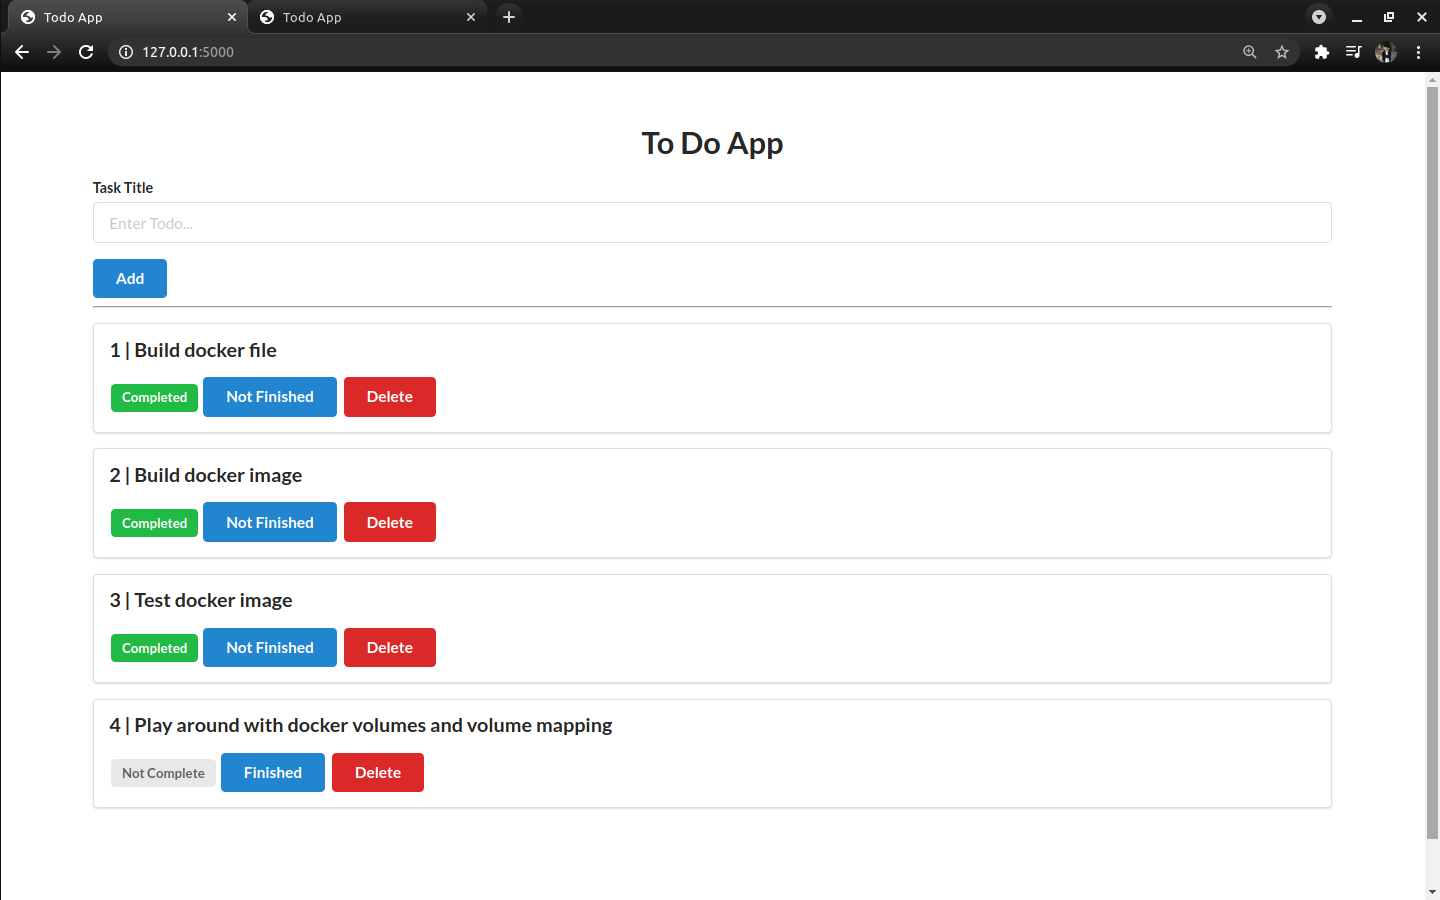 Todo App
Todo App
127.0.0.1:5000
To Do App
Task Title
Enter Todo...
Add
1 | Build docker file
Completed Not Finished Delete
2 | Build docker image
Completed Not Finished Delete
3 | Test docker image
Completed Not Finished Delete
4 | Play around with docker volumes and volume mapping
Not Complete Finished Delete